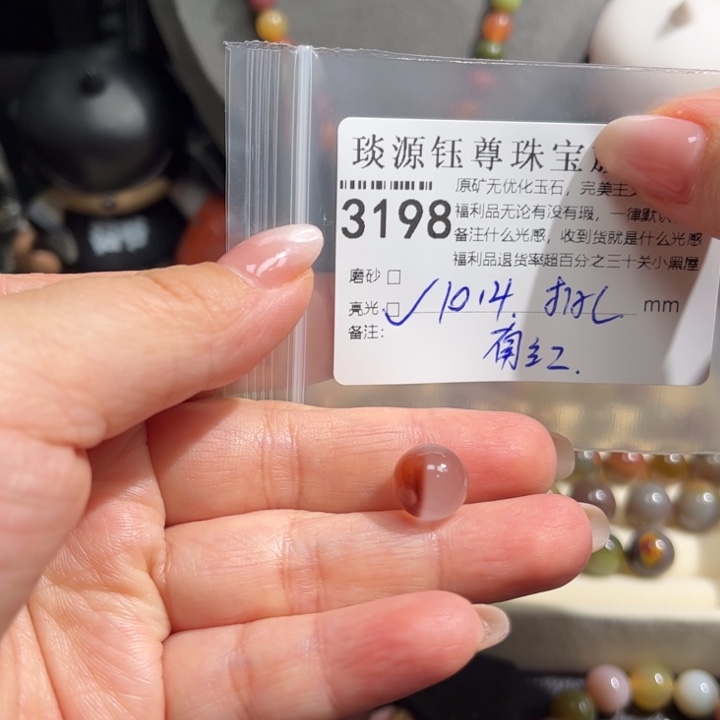 琰源钰尊珠宝
原矿无优化玉石，完美主
3198
福利品无论有没有瑕，一律默认
备注什么光感，收到货就是什么光感
福利品退货率超百分之三十关小黑屋
磨砂 □
亮光 □ ✓ 10.14. 打孔 mm
备注： 南红.